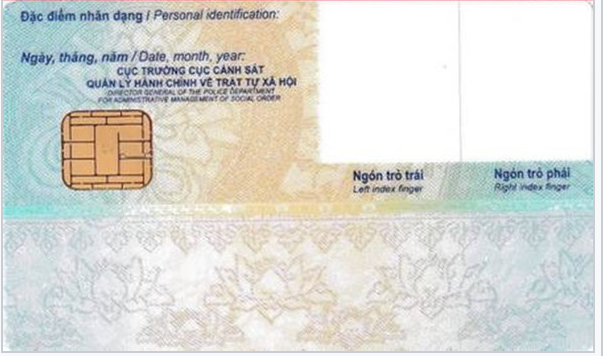 Đặc điểm nhân dạng / Personal identification:
Ngày, tháng, năm / Date, month, year:
CỤC TRƯỞNG CỤC CẢNH SÁT
QUẢN LÝ HÀNH CHÍNH VỀ TRẬT TỰ XÃ HỘI
DIRECTOR GENERAL OF THE POLICE DEPARTMENT
FOR ADMINISTRATIVE MANAGEMENT OF SOCIAL ORDER
Ngón trỏ trái
Left index finger
Ngón trỏ phải
Right index finger